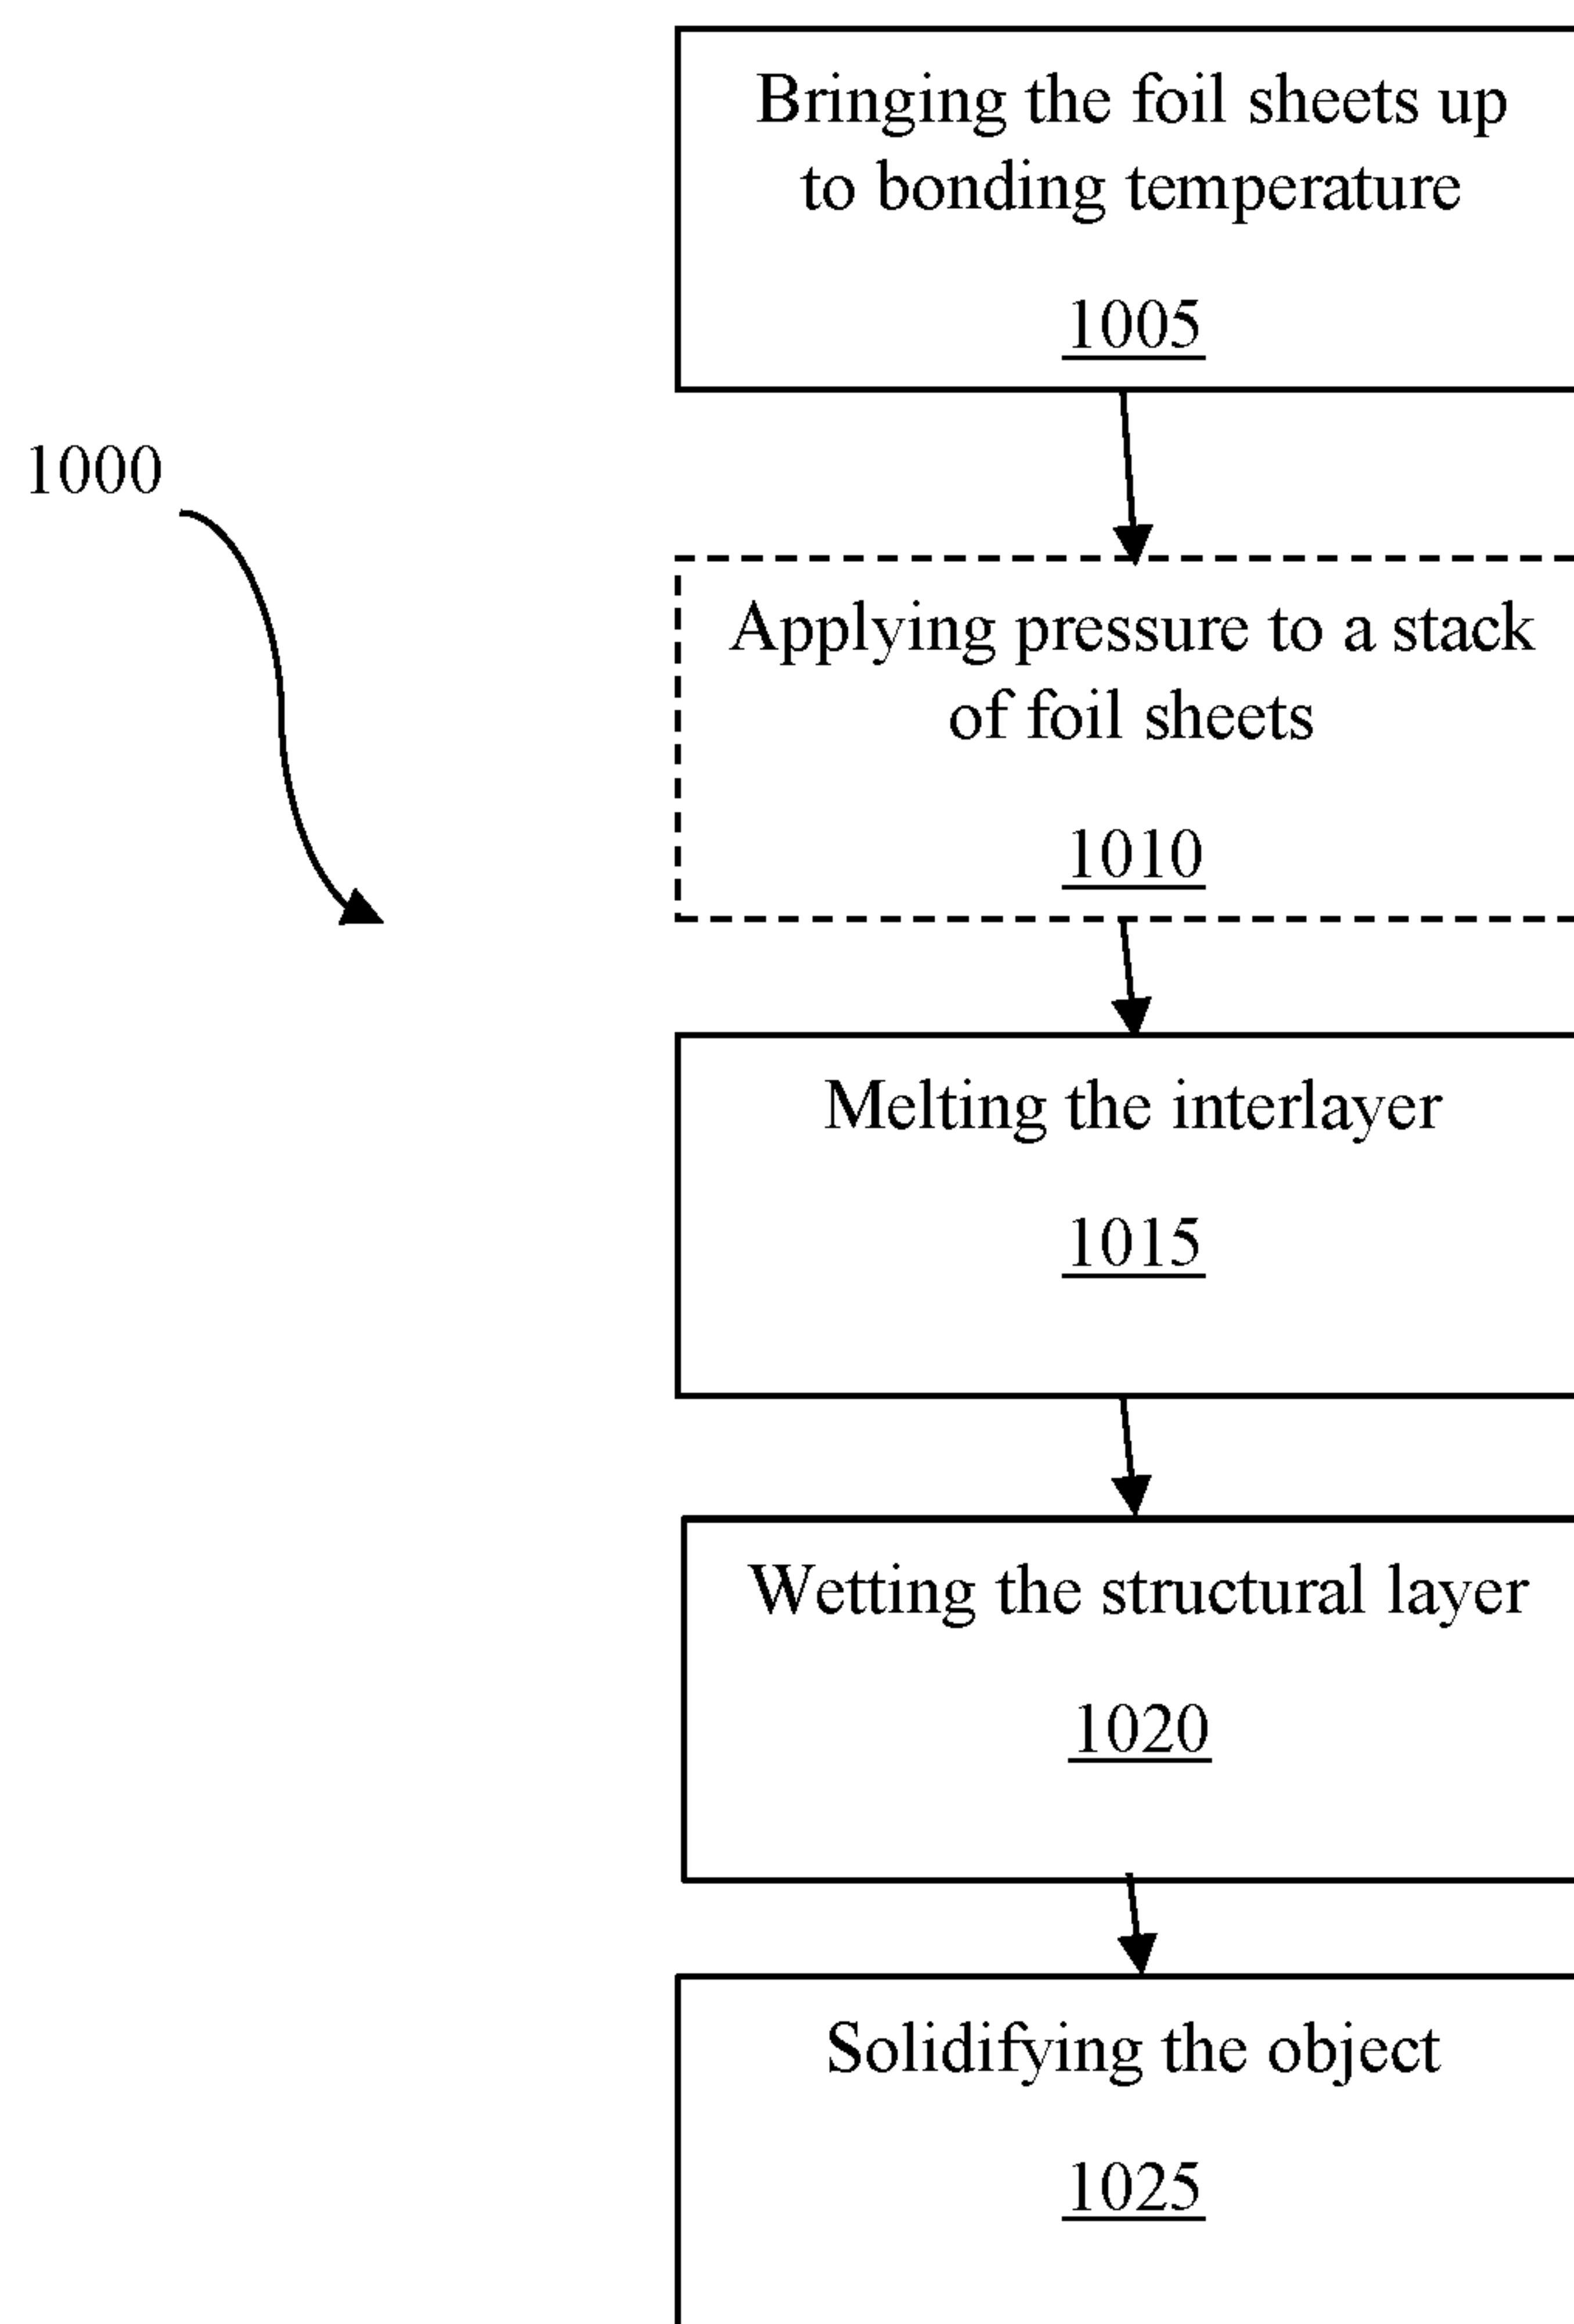 Bringing the foil sheets up
to bonding temperature
1005
1000
Applying pressure to a stack
of foil sheets
1010
Melting the interlayer
1015
Wetting the structural layer
1020
Solidifying the object
1025